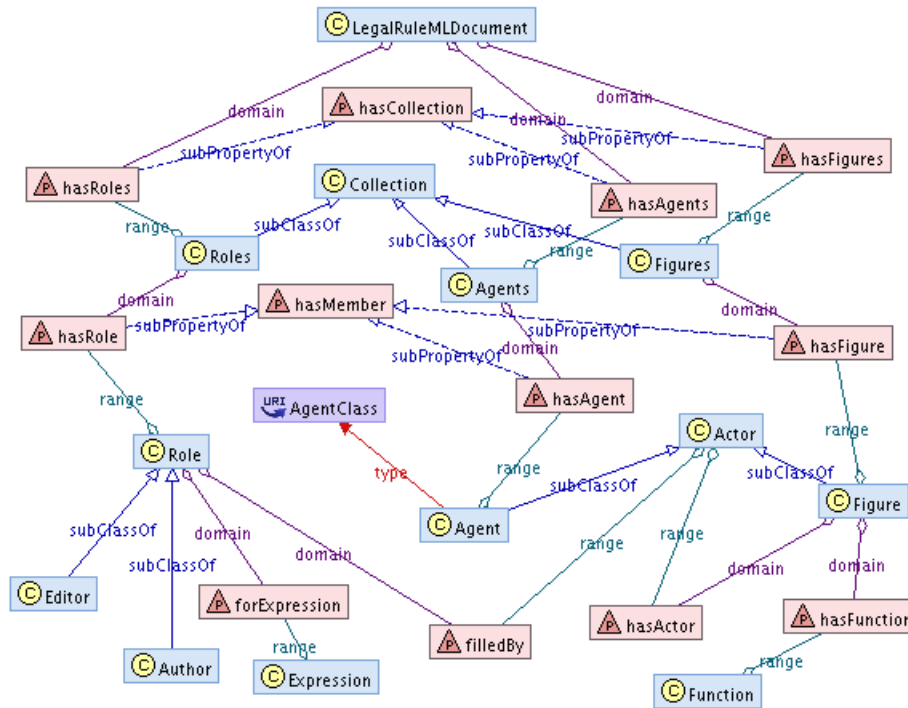 C LegalRuleMLDocument
domain
P hasCollection
domain
domain
subPropertyOf
subPropertyOf
subPropertyOf
P hasFigures
P hasRoles
C Collection
P hasAgents
range
subClassOf
subClassOf
subClassOf
range
range
C Roles
C Agents
C Figures
domain
P hasMember
domain
P hasRole
subPropertyOf
subPropertyOf
P hasFigure
subPropertyOf
domain
URI AgentClass
P hasAgent
range
range
C Role
C Actor
range
type
subClassOf
subClassOf
C Figure
C Agent
subClassOf
domain
range
subClassOf
domain
domain
domain
C Editor
P forExpression
range
P hasActor
P hasFunction
P filledBy
range
range
C Author
C Expression
C Function